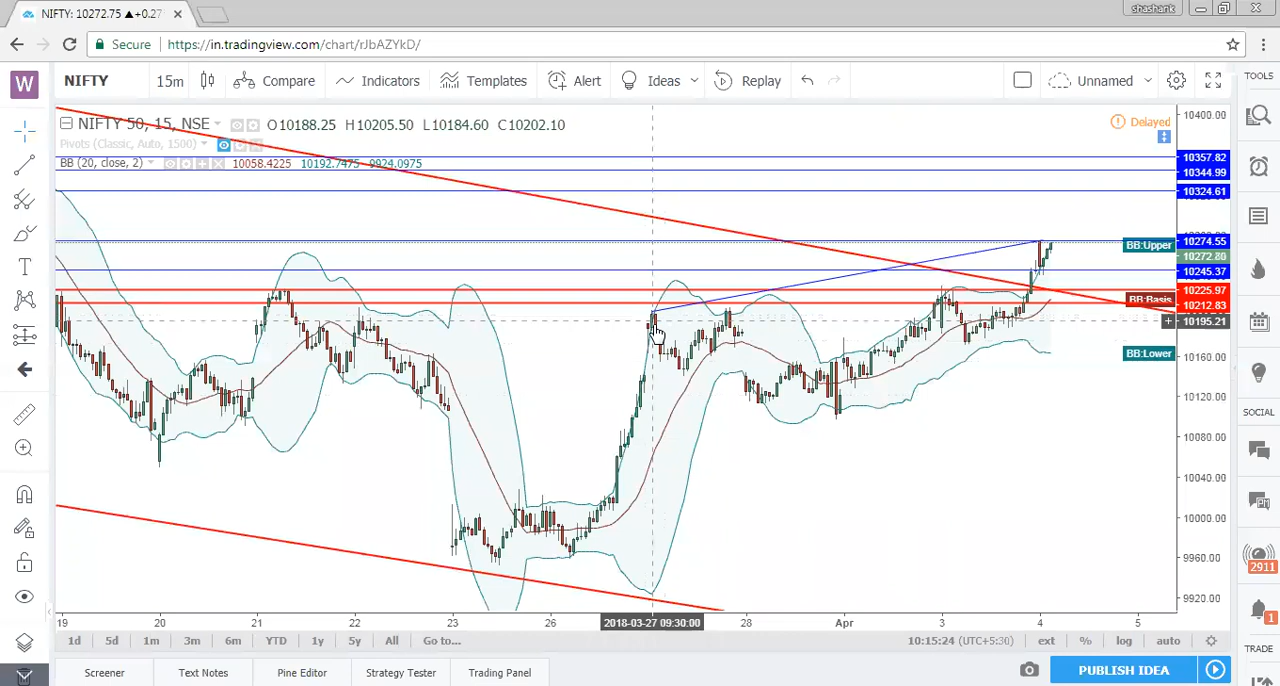 NIFTY: 10272.75 ▲+0.27
shashank
Secure
https://in.tradingview.com/chart/rJbAZYkD/
W
NIFTY
15m
Compare
Indicators
Templates
Alert
Ideas
Replay
Unnamed
TOOLS
NIFTY 50, 15, NSE
O10188.25 H10205.50 L10184.60 C10202.10
Delayed
Pivots (Classic, Auto, 1500)
BB (20, close, 2)
10058.4225 10192.7475 9924.0975
10400.00
10357.82
10344.99
10324.61
BB:Upper
10274.55
10272.80
10245.37
10225.97
BB:Basis
10212.83
10195.21
BB:Lower
10160.00
10120.00
10080.00
10040.00
10000.00
9960.00
9920.00
SOCIAL
2911
1
TRADE
19 20 21 22 23 26 2018-03-27 09:30:00 28 Apr 3 4 5
1d 5d 1m 3m 6m YTD 1y 5y All Go to...
10:15:24 (UTC+5:30) ext % log auto
Screener
Text Notes
Pine Editor
Strategy Tester
Trading Panel
PUBLISH IDEA